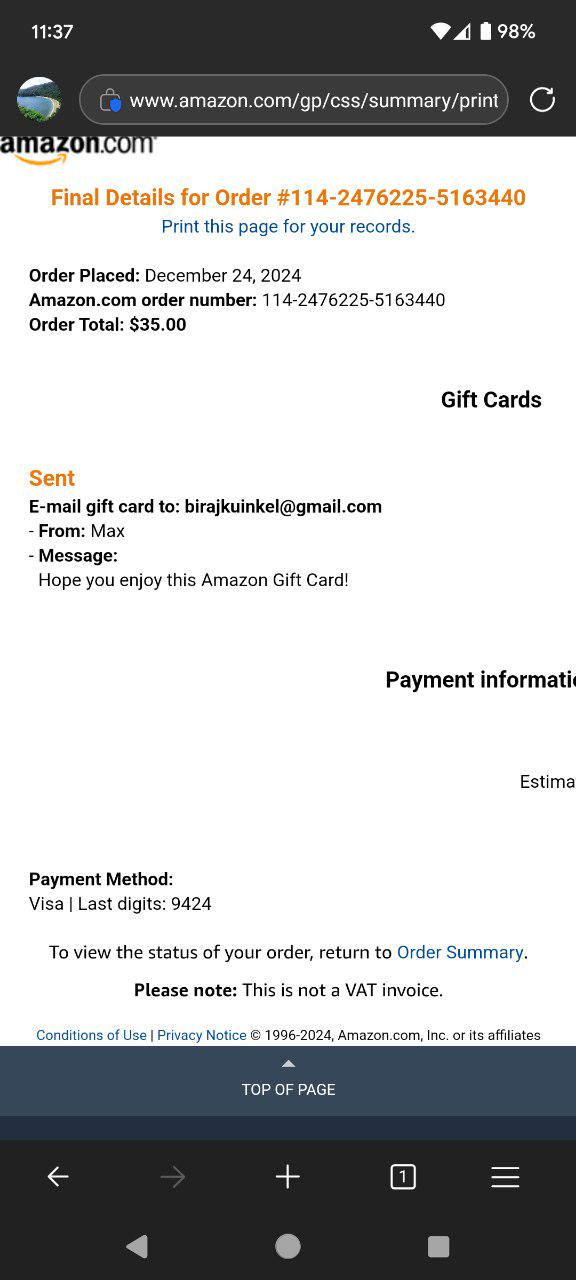 11:37
98%
www.amazon.com/gp/css/summary/print
amazon.com
Final Details for Order #114-2476225-5163440
Print this page for your records.
Order Placed: December 24, 2024
Amazon.com order number: 114-2476225-5163440
Order Total: $35.00
Gift Cards
Sent
E-mail gift card to: birajkuinkel@gmail.com
- From: Max
- Message:
Hope you enjoy this Amazon Gift Card!
Payment informatio
Estima
Payment Method:
Visa | Last digits: 9424
To view the status of your order, return to Order Summary.
Please note: This is not a VAT invoice.
Conditions of Use | Privacy Notice © 1996-2024, Amazon.com, Inc. or its affiliates
TOP OF PAGE
1